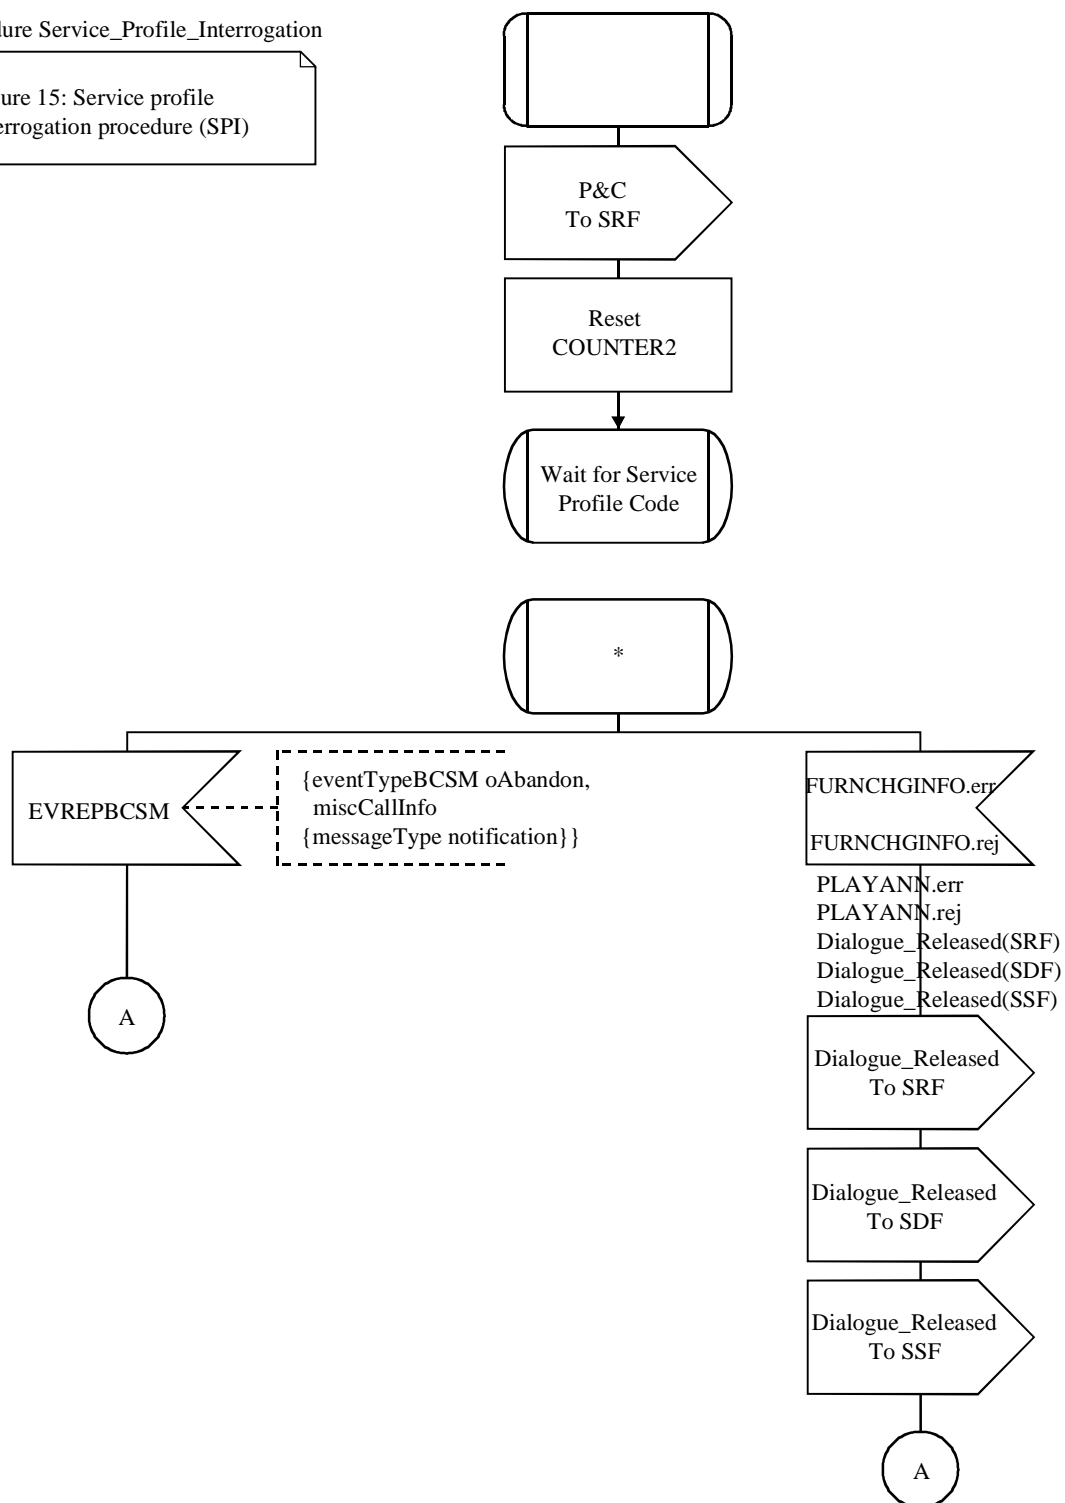 dure Service_Profile_Interrogation
ure 15: Service profile
errogation procedure (SPI)
P&C
To SRF
Reset
COUNTER2
Wait for Service
Profile Code
*
EVREPBCSM
{eventTypeBCSM oAbandon,
miscCallInfo
{messageType notification}}
FURNCHGINFO.err
FURNCHGINFO.rej
PLAYANN.err
PLAYANN.rej
Dialogue_Released(SRF)
Dialogue_Released(SDF)
Dialogue_Released(SSF)
A
Dialogue_Released
To SRF
Dialogue_Released
To SDF
Dialogue_Released
To SSF
A